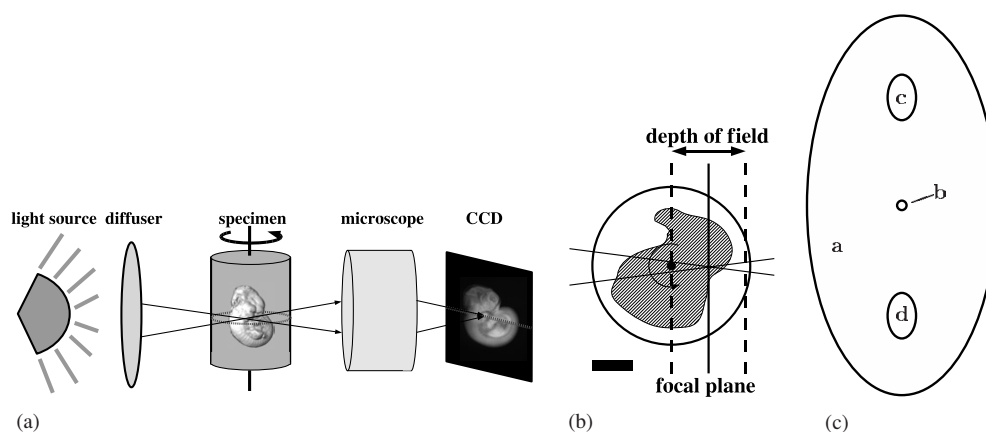 light source diffuser specimen microscope CCD
(a)
depth of field
focal plane
(b)
c
b
a
d
(c)